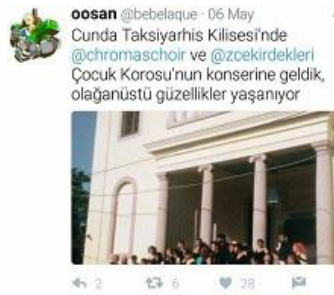 oosan @bebelaque · 06 May
Cunda Taksiyarhis Kilisesi'nde
@chromaschoir ve @zcekirdekleri
Çocuk Korosu'nun konserine geldik,
olağanüstü güzellikler yaşanıyor
2 6 28